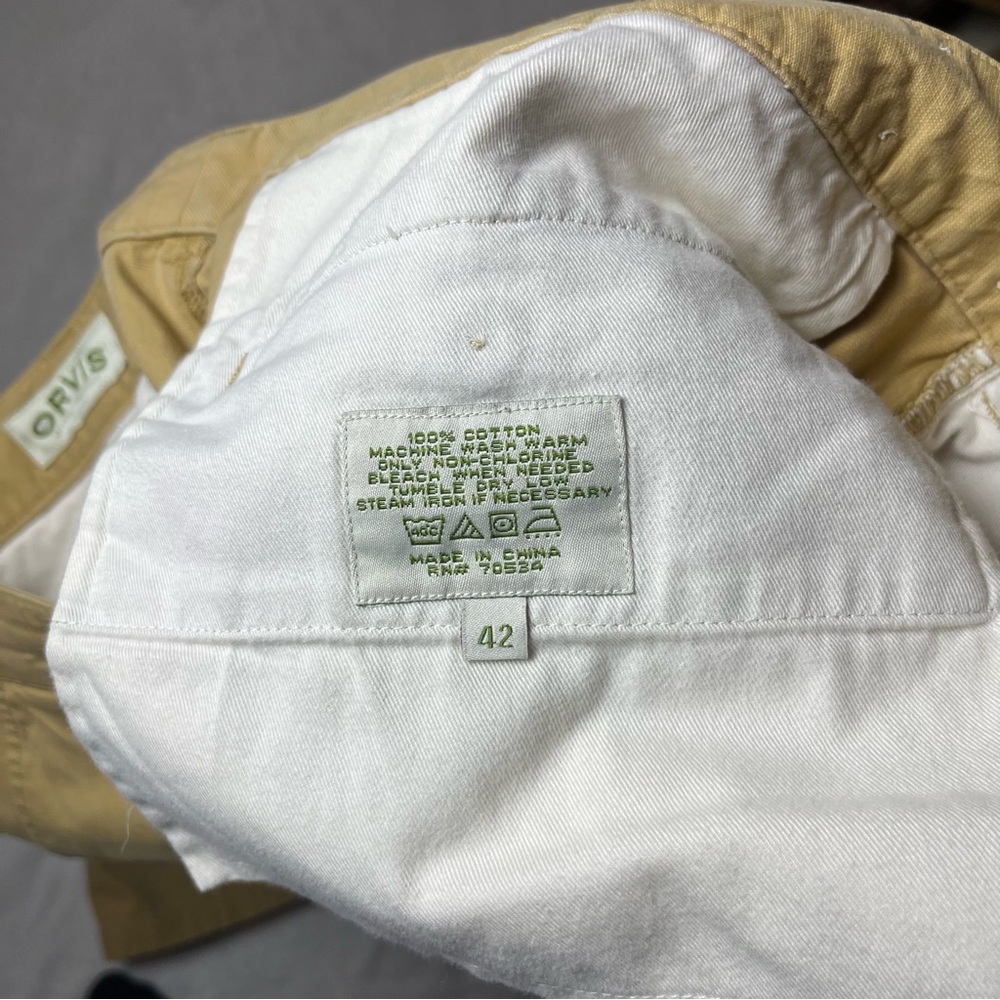 ORVIS
100% COTTON
MACHINE WASH WARM
ONLY NON-CHLORINE
BLEACH WHEN NEEDED
TUMBLE DRY LOW
STEAM IRON IF NECESSARY
40C
MADE IN CHINA
RN# 70534
42